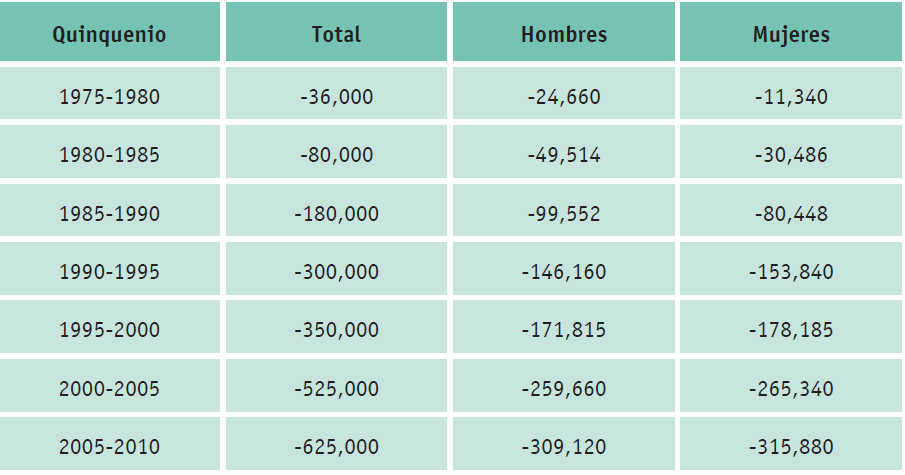 Quinquenio Total Hombres Mujeres
1975-1980 -36,000 -24,660 -11,340
1980-1985 -80,000 -49,514 -30,486
1985-1990 -180,000 -99,552 -80,448
1990-1995 -300,000 -146,160 -153,840
1995-2000 -350,000 -171,815 -178,185
2000-2005 -525,000 -259,660 -265,340
2005-2010 -625,000 -309,120 -315,880